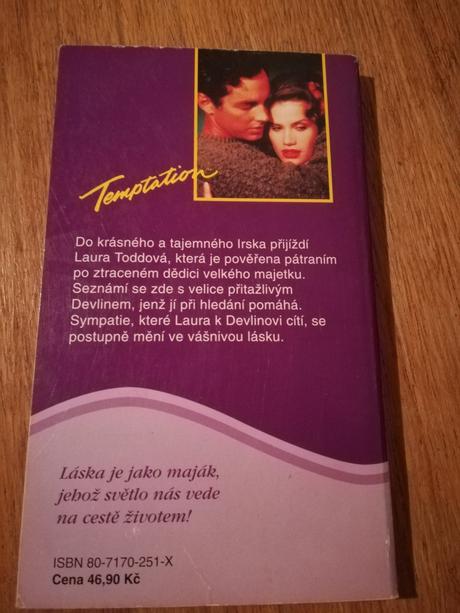 Temptation
Do krásného a tajemného Irska přijíždí
Laura Toddová, která je pověřena pátraním
po ztraceném dědici velkého majetku.
Seznámí se zde s velice přitažlivým
Devlinem, jenž jí při hledání pomáhá.
Sympatie, které Laura k Devlinovi cítí, se
postupně mění ve vášnivou lásku.
Láska je jako maják,
jehož světlo nás vede
na cestě životem!
ISBN 80-7170-251-X
Cena 46,90 Kč